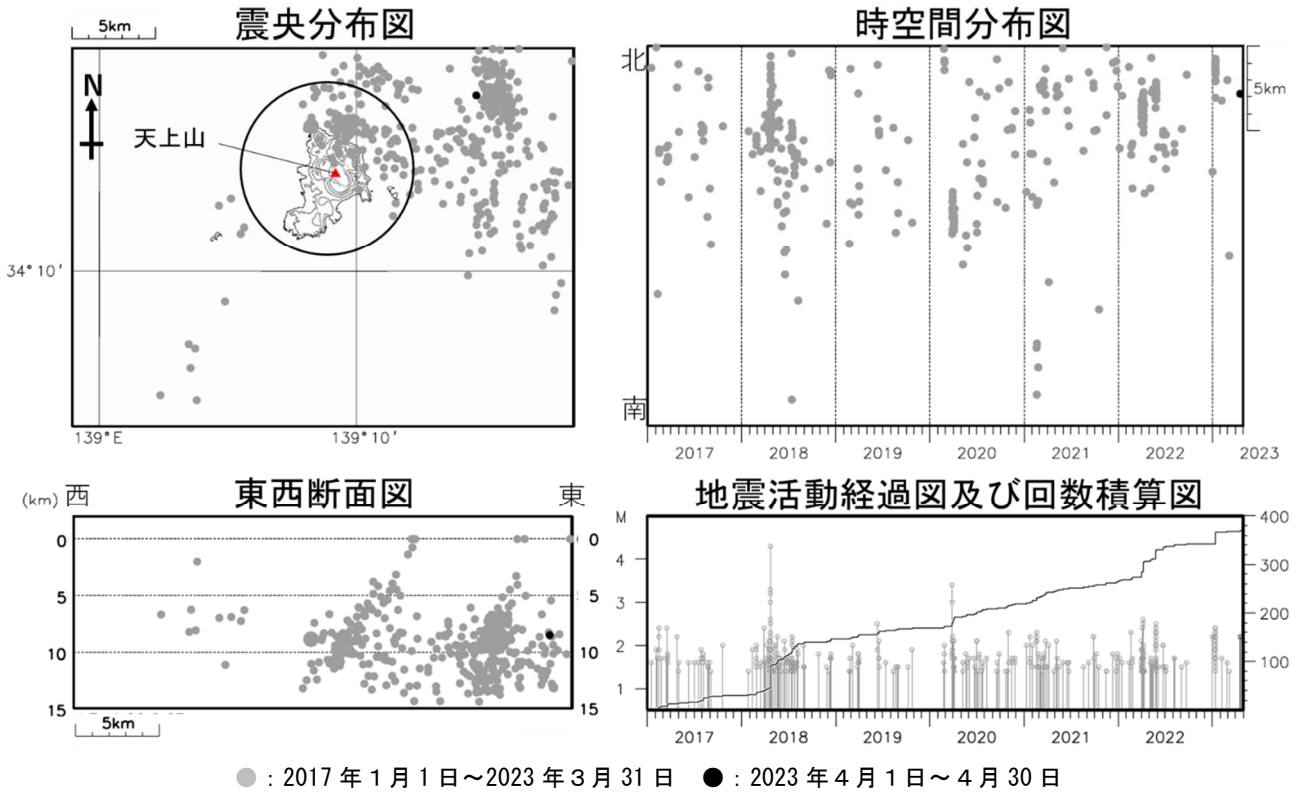 5km
震央分布図
N
天上山
34°10′
139°E
139°10′
時空間分布図
北
南
5km
2017 2018 2019 2020 2021 2022 2023
(km) 西
東西断面図
東
0
5
10
15
0
5
10
15
5km
地震活動経過図及び回数積算図
M
4
3
2
1
400
300
200
100
2017 2018 2019 2020 2021 2022
●：2017年１月１日～2023年３月31日 ●：2023年４月１日～４月30日